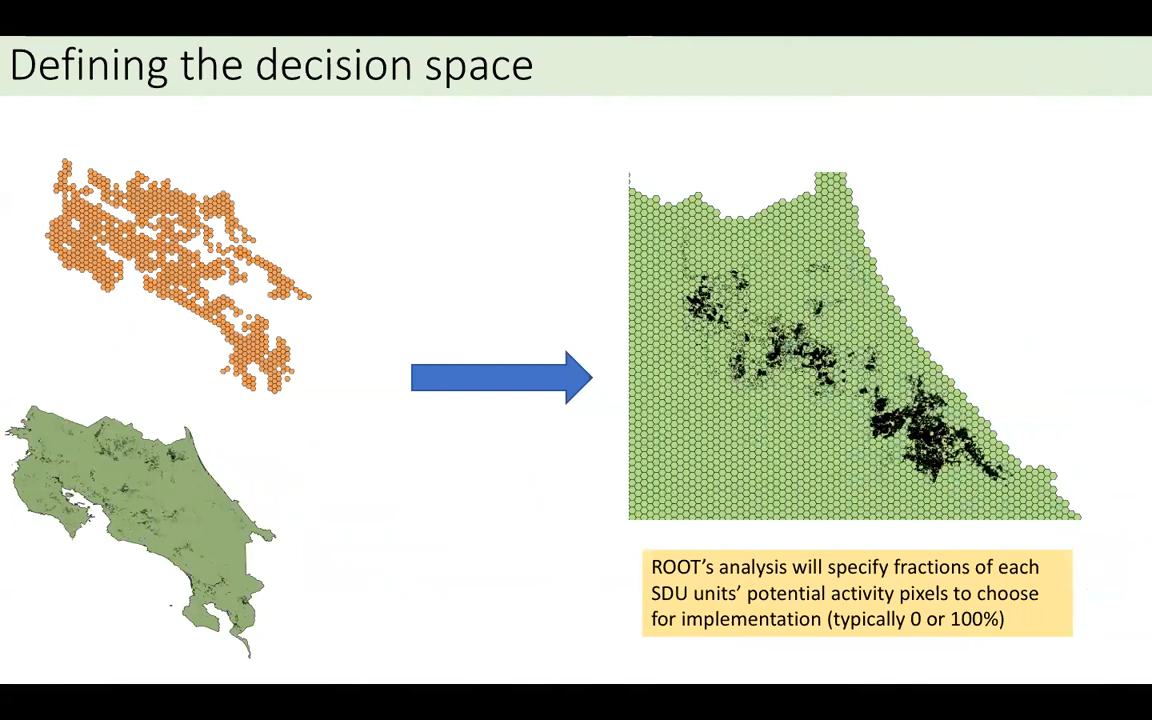 Defining the decision space
ROOT’s analysis will specify fractions of each
SDU units’ potential activity pixels to choose
for implementation (typically 0 or 100%)